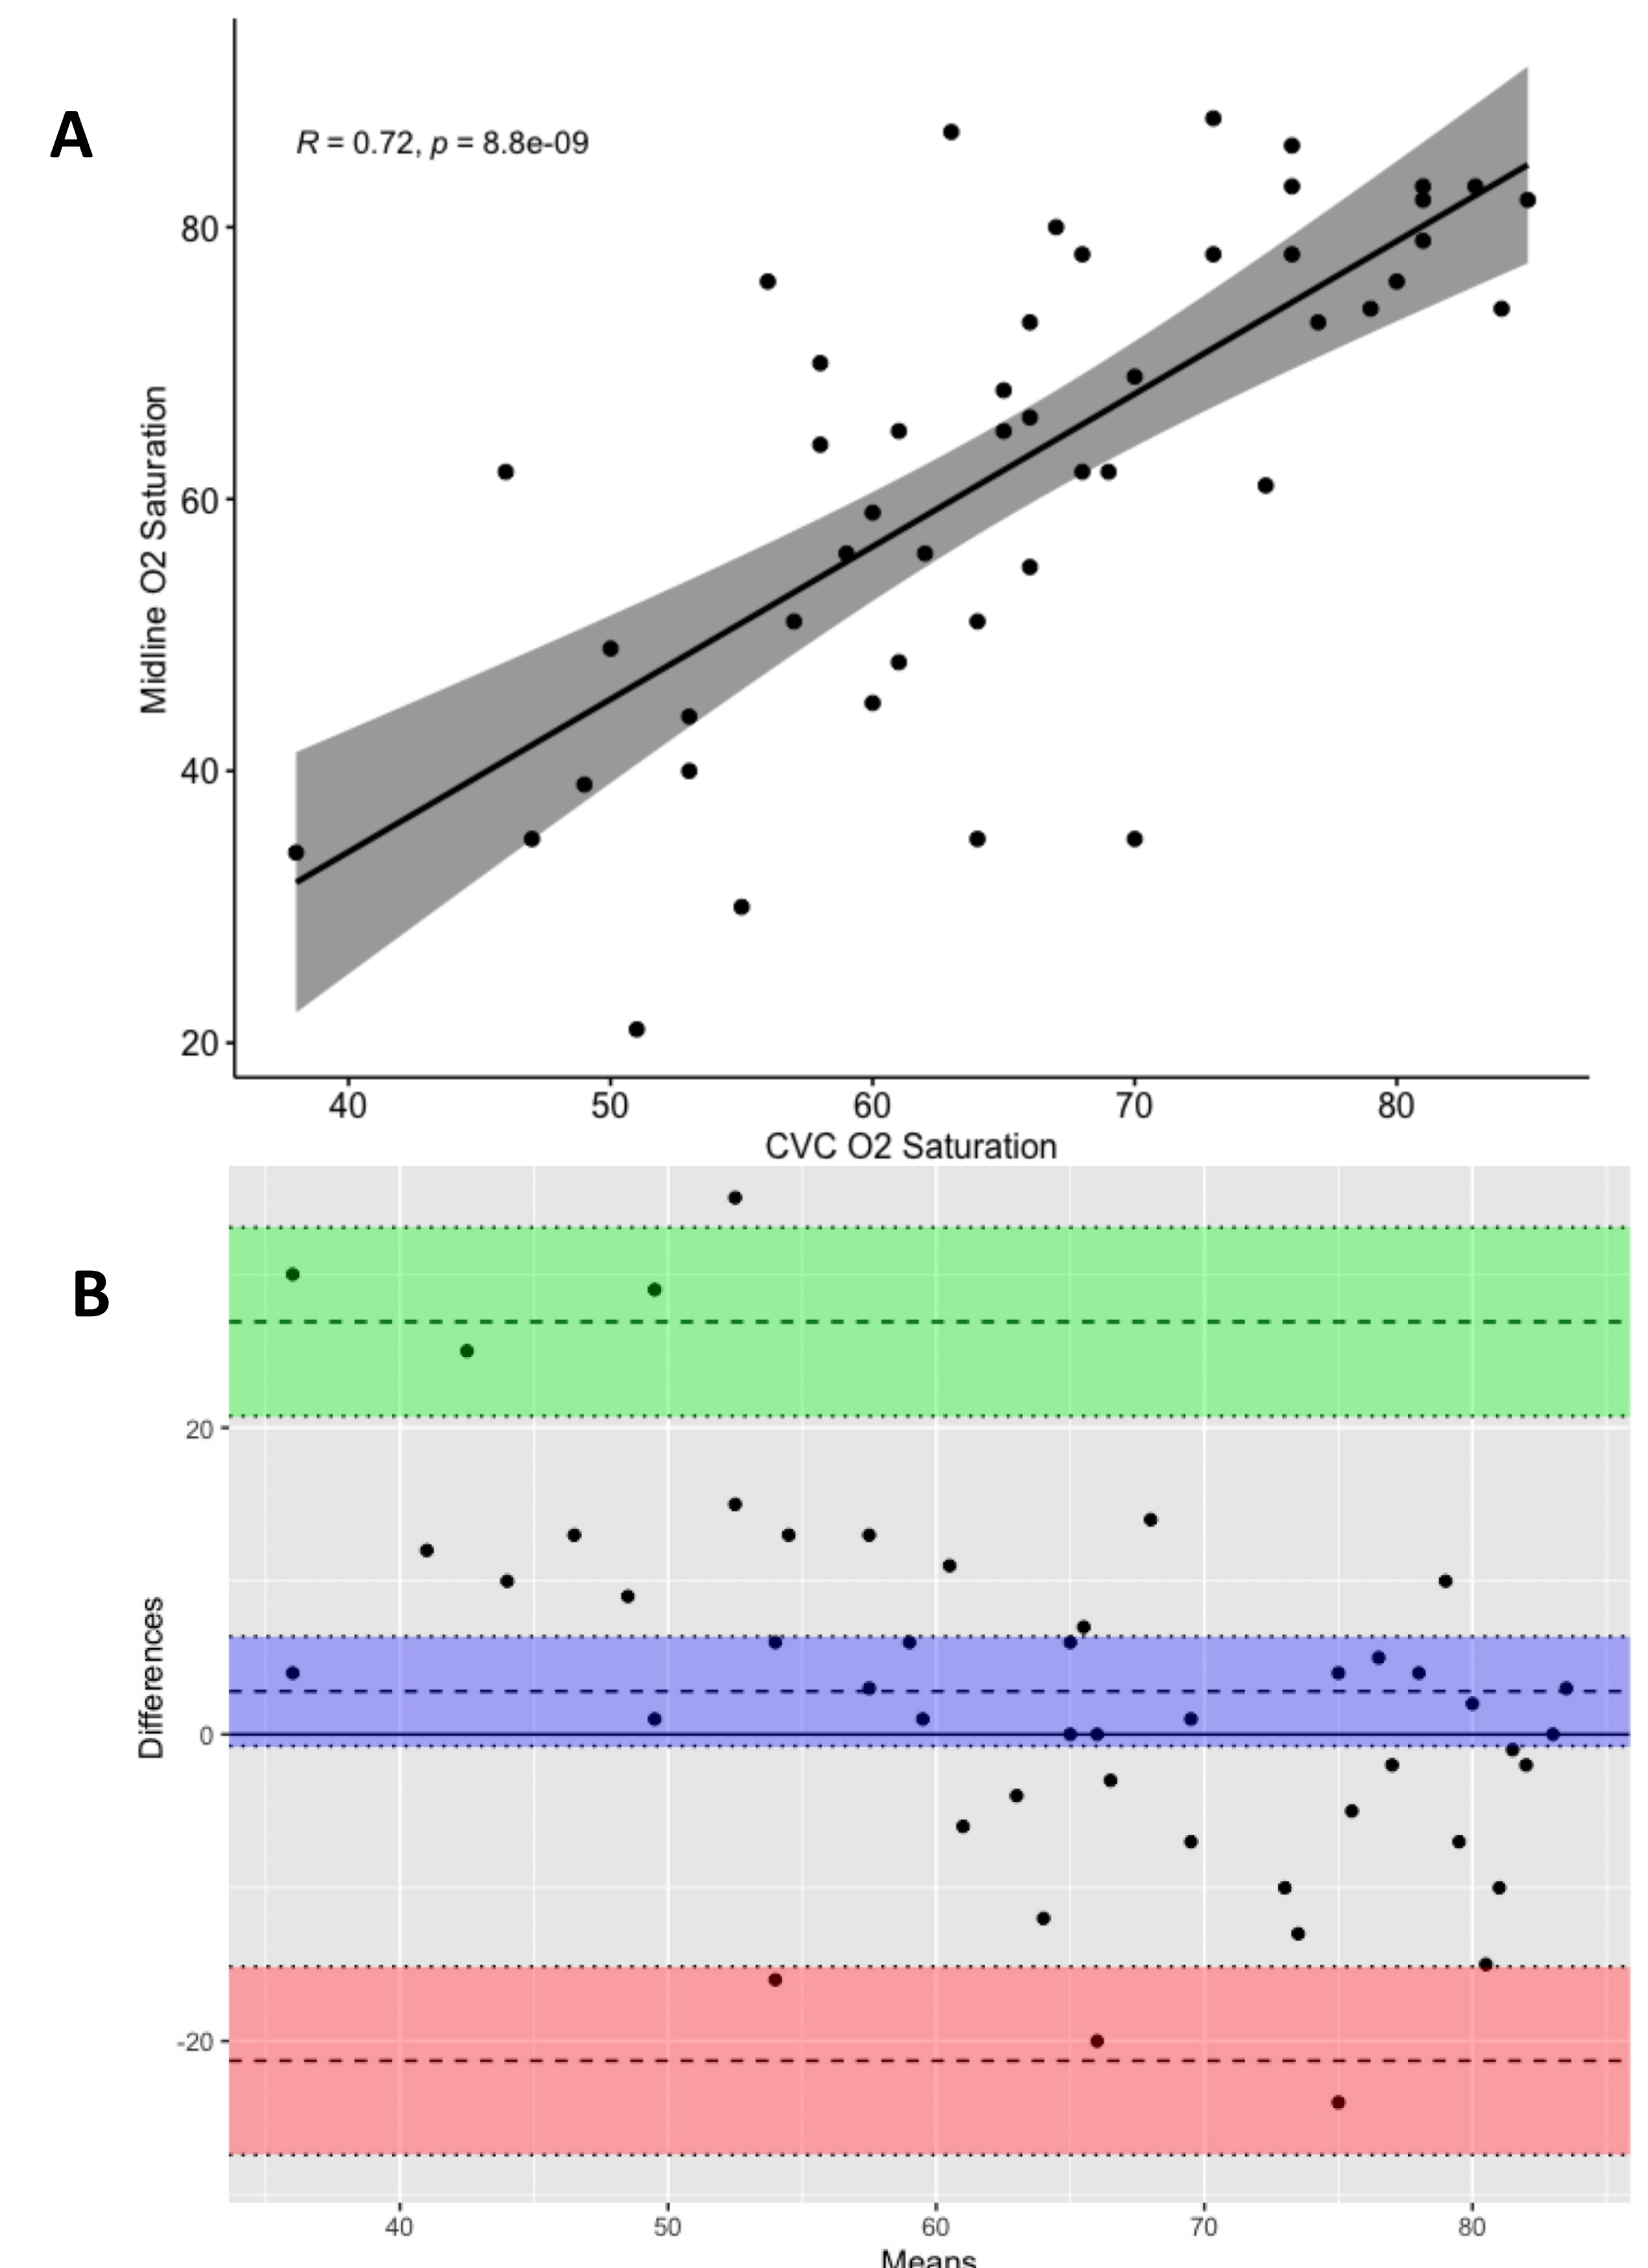 A
R = 0.72, p = 8.8e-09
80
60
40
20
Midline O2 Saturation
40 50 60 70 80
CVC O2 Saturation
B
20
0
-20
Differences
40 50 60 70 80
Means